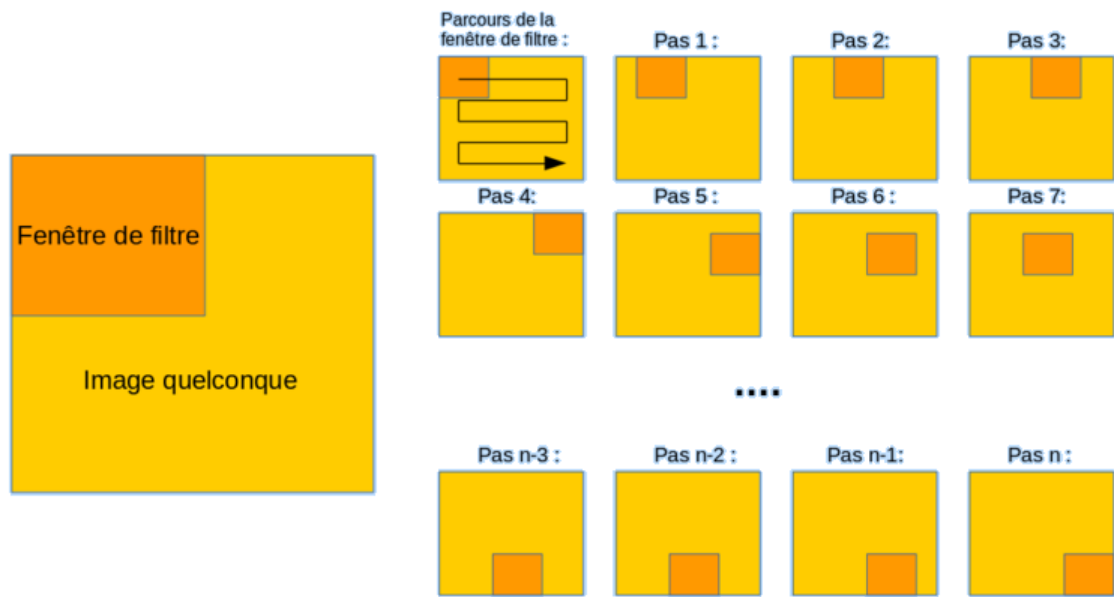 Fenêtre de filtre
Image quelconque
Parcours de la
fenêtre de filtre :
Pas 1 :
Pas 2 :
Pas 3:
Pas 4:
Pas 5 :
Pas 6 :
Pas 7:
....
Pas n-3 :
Pas n-2 :
Pas n-1:
Pas n :